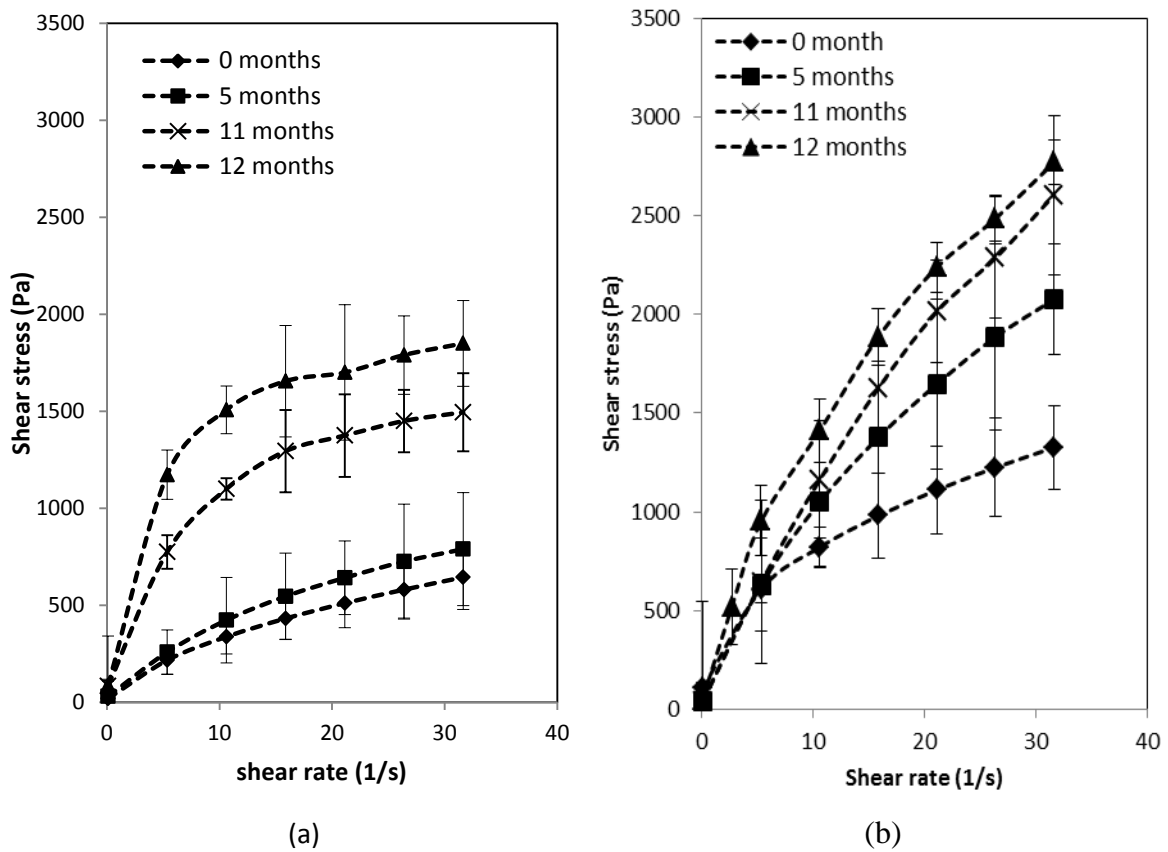 3500
3000
2500
2000
1500
1000
500
0
Shear stress (Pa)
0 months
5 months
11 months
12 months
0 10 20 30 40
shear rate (1/s)
(a)
3500
3000
2500
2000
1500
1000
500
0
Shear stress (Pa)
0 month
5 months
11 months
12 months
0 10 20 30 40
Shear rate (1/s)
(b)